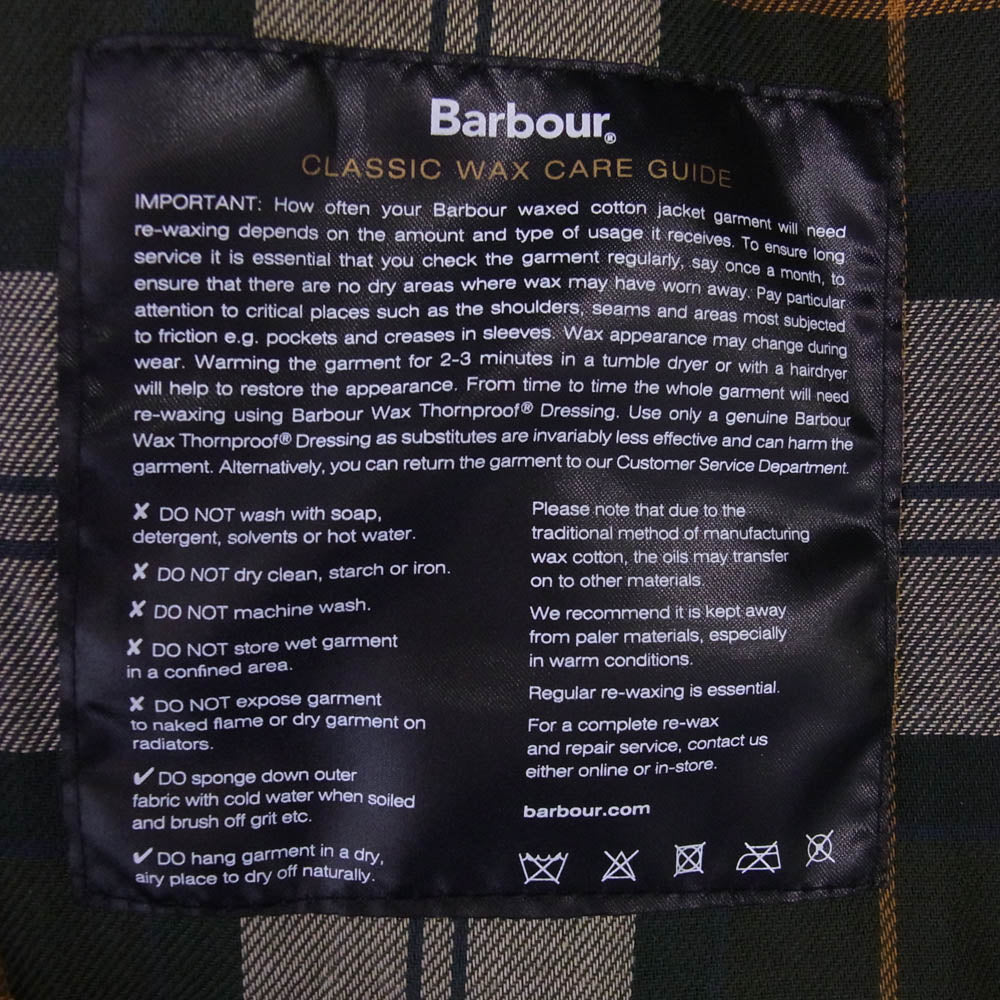 Barbour®
CLASSIC WAX CARE GUIDE
IMPORTANT: How often your Barbour waxed cotton jacket garment will need
re-waxing depends on the amount and type of usage it receives. To ensure long
service it is essential that you check the garment regularly, say once a month, to
ensure that there are no dry areas where wax may have worn away. Pay particular
attention to critical places such as the shoulders, seams and areas most subjected
to friction e.g. pockets and creases in sleeves. Wax appearance may change during
wear. Warming the garment for 2-3 minutes in a tumble dryer or with a hairdryer
will help to restore the appearance. From time to time the whole garment will need
re-waxing using Barbour Wax Thornproof® Dressing. Use only a genuine Barbour
Wax Thornproof® Dressing as substitutes are invariably less effective and can harm the
garment. Alternatively, you can return the garment to our Customer Service Department.
✘ DO NOT wash with soap,
detergent, solvents or hot water.
✘ DO NOT dry clean, starch or iron.
✘ DO NOT machine wash.
✘ DO NOT store wet garment
in a confined area.
✘ DO NOT expose garment
to naked flame or dry garment on
radiators.
✔ DO sponge down outer
fabric with cold water when soiled
and brush off grit etc.
✔ DO hang garment in a dry,
airy place to dry off naturally.
Please note that due to the
traditional method of manufacturing
wax cotton, the oils may transfer
on to other materials.
We recommend it is kept away
from paler materials, especially
in warm conditions.
Regular re-waxing is essential.
For a complete re-wax
and repair service, contact us
either online or in-store.
barbour.com